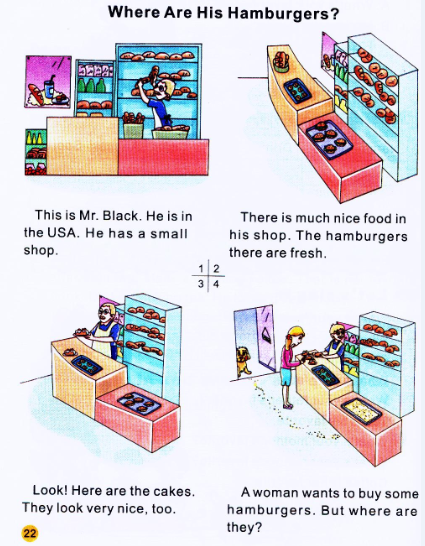 Where Are His Hamburgers?
This is Mr. Black. He is in
the USA. He has a small
shop.
There is much nice food in
his shop. The hamburgers
there are fresh.
1 2
3 4
Look! Here are the cakes.
They look very nice, too.
A woman wants to buy some
hamburgers. But where are
they?
22